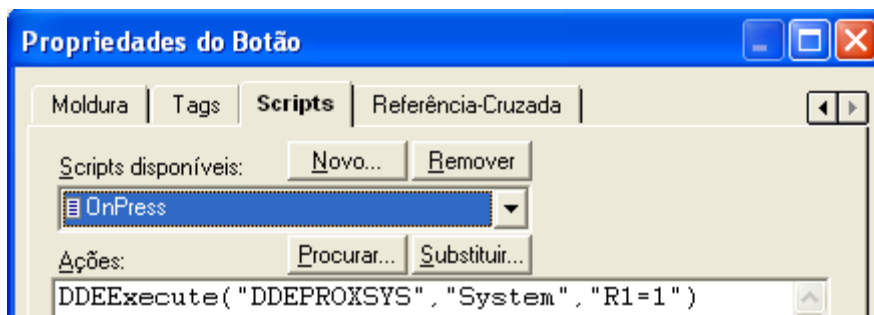 Propriedades do Botão
Moldura Tags Scripts Referência-Cruzada
Scripts disponíveis: Novo... Remover
OnPress
Ações: Procurar... Substituir...
DDEExecute("DDEPROXSYS","System","R1=1")